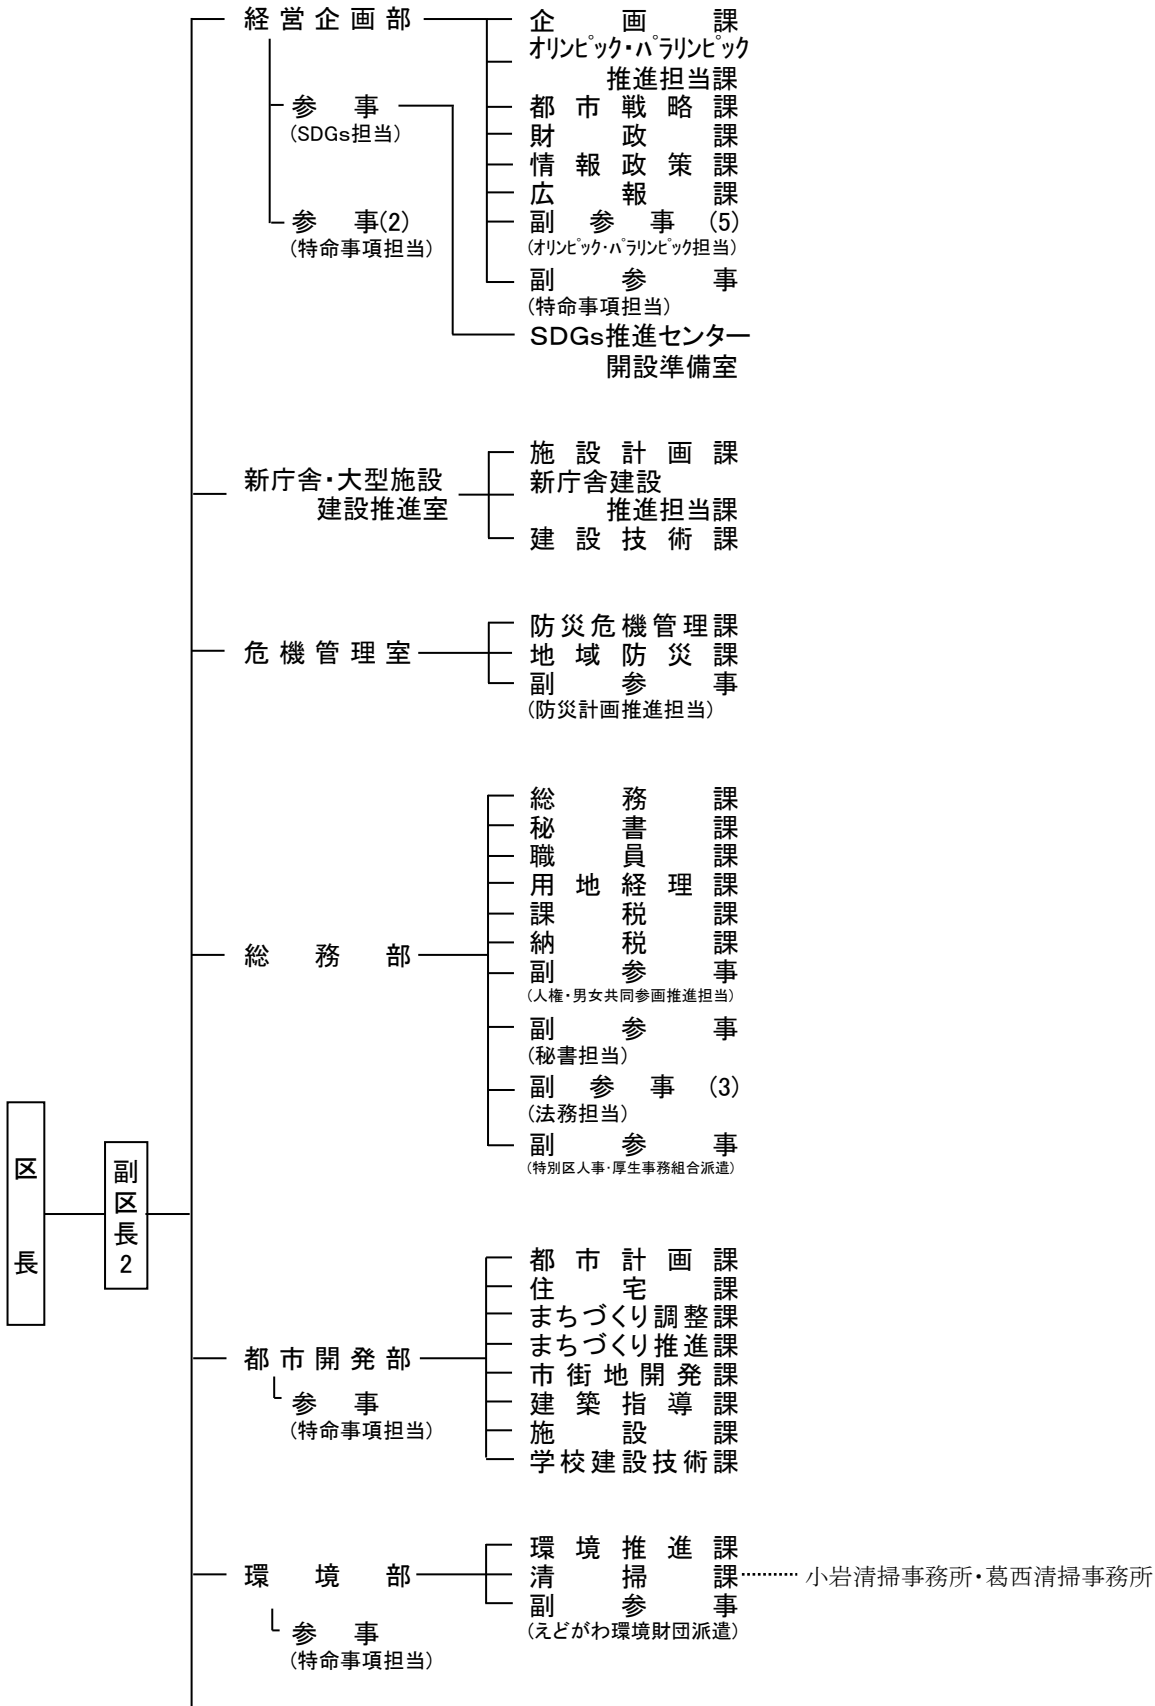 経営企画部
参事
(SDGs担当)
参事(2)
(特命事項担当)
企画課
オリンピック・パラリンピック
推進担当課
都市戦略課
財政課
情報政策課
広報課
副参事(5)
(オリンピック・パラリンピック担当)
副参事
(特命事項担当)
SDGs推進センター
開設準備室
新庁舎・大型施設
建設推進室
施設計画課
新庁舎建設
推進担当課
建設技術課
危機管理室
防災危機管理課
地域防災課
副参事
(防災計画推進担当)
総務部
総務課
秘書課
職員課
用地経理課
課税課
納税課
副参事
(人権・男女共同参画推進担当)
副参事
(秘書担当)
副参事(3)
(法務担当)
副参事
(特別区人事・厚生事務組合派遣)
区長
副区長2
都市開発部
参事
(特命事項担当)
都市計画課
住宅課
まちづくり調整課
まちづくり推進課
市街地開発課
建築指導課
施設課
学校建設技術課
環境部
参事
(特命事項担当)
環境推進課
清掃課
小岩清掃事務所・葛西清掃事務所
副参事
(えどがわ環境財団派遣)